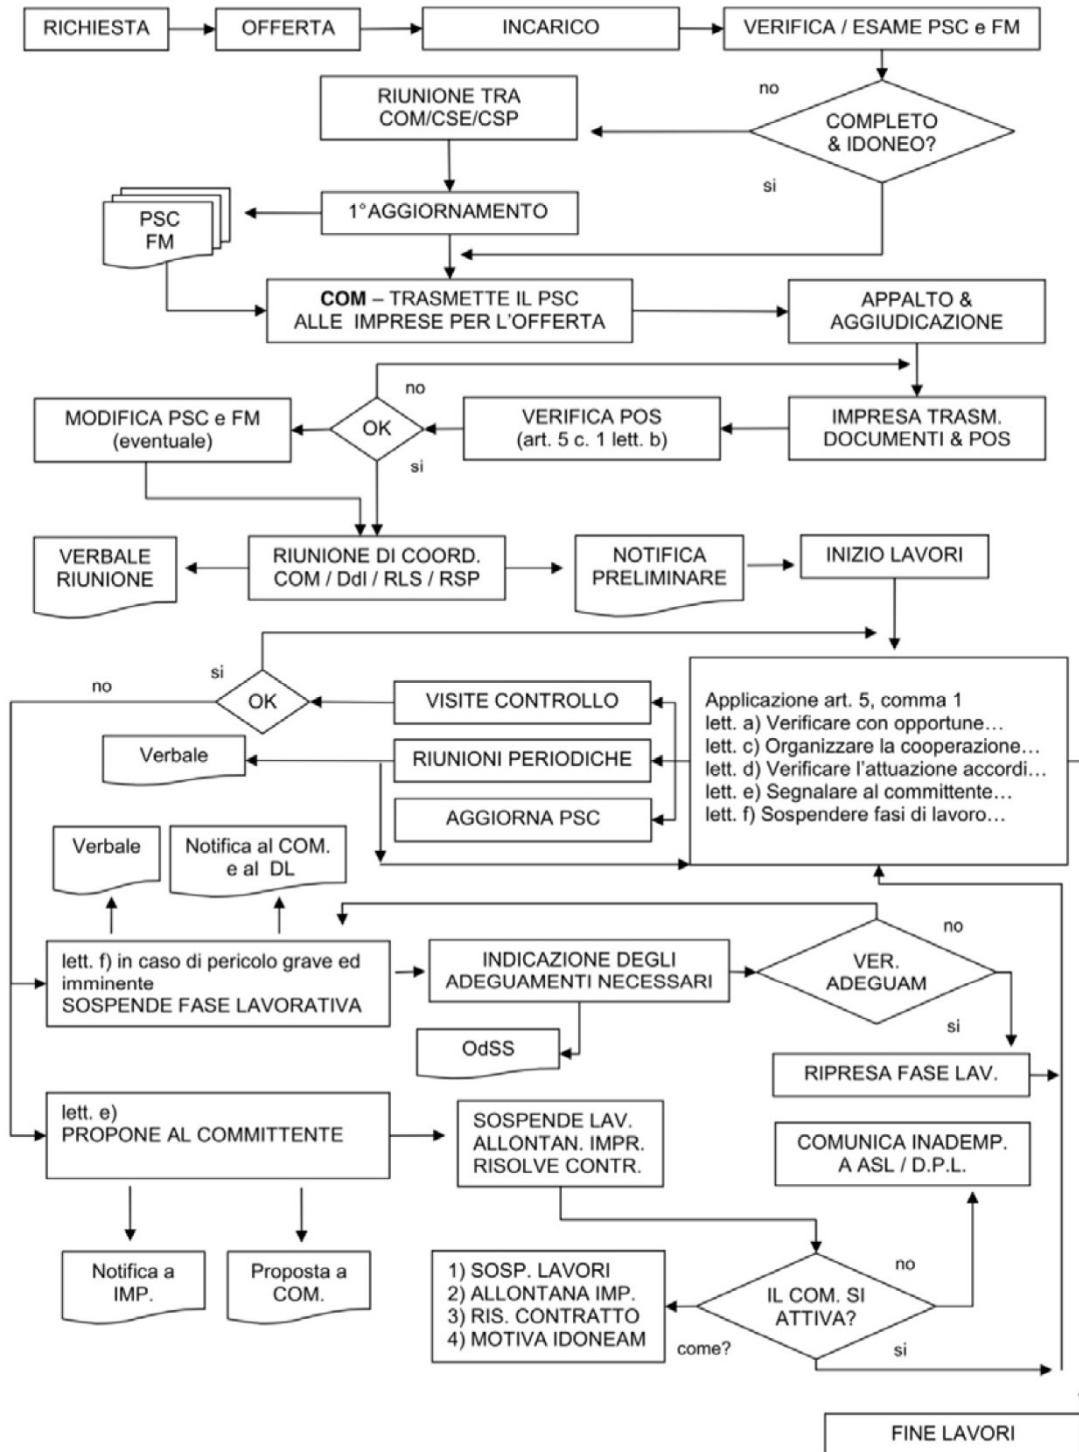 RICHIESTA
OFFERTA
INCARICO
VERIFICA / ESAME PSC e FM
RIUNIONE TRA
COM/CSE/CSP
no
COMPLETO
& IDONEO?
si
PSC
FM
1°AGGIORNAMENTO
COM – TRASMETTE IL PSC
ALLE IMPRESE PER L'OFFERTA
APPALTO &
AGGIUDICAZIONE
MODIFICA PSC e FM
(eventuale)
no
OK
si
VERIFICA POS
(art. 5 c. 1 lett. b)
IMPRESA TRASM.
DOCUMENTI & POS
VERBALE
RIUNIONE
RIUNIONE DI COORD.
COM / Ddl / RLS / RSP
NOTIFICA
PRELIMINARE
INIZIO LAVORI
no
si
OK
VISITE CONTROLLO
Verbale
RIUNIONI PERIODICHE
AGGIORNA PSC
Applicazione art. 5, comma 1
lett. a) Verificare con opportune…
lett. c) Organizzare la cooperazione…
lett. d) Verificare l'attuazione accordi…
lett. e) Segnalare al committente…
lett. f) Sospendere fasi di lavoro…
Verbale
Notifica al COM.
e al DL
lett. f) in caso di pericolo grave ed
imminente
SOSPENDE FASE LAVORATIVA
INDICAZIONE DEGLI
ADEGUAMENTI NECESSARI
no
VER.
ADEGUAM
si
OdSS
RIPRESA FASE LAV.
lett. e)
PROPONE AL COMMITTENTE
SOSPENDE LAV.
ALLONTAN. IMPR.
RISOLVE CONTR.
COMUNICA INADEMP.
A ASL / D.P.L.
Notifica a
IMP.
Proposta a
COM.
1) SOSP. LAVORI
2) ALLONTANA IMP.
3) RIS. CONTRATTO
4) MOTIVA IDONEAM
come?
no
IL COM. SI
ATTIVA?
si
FINE LAVORI